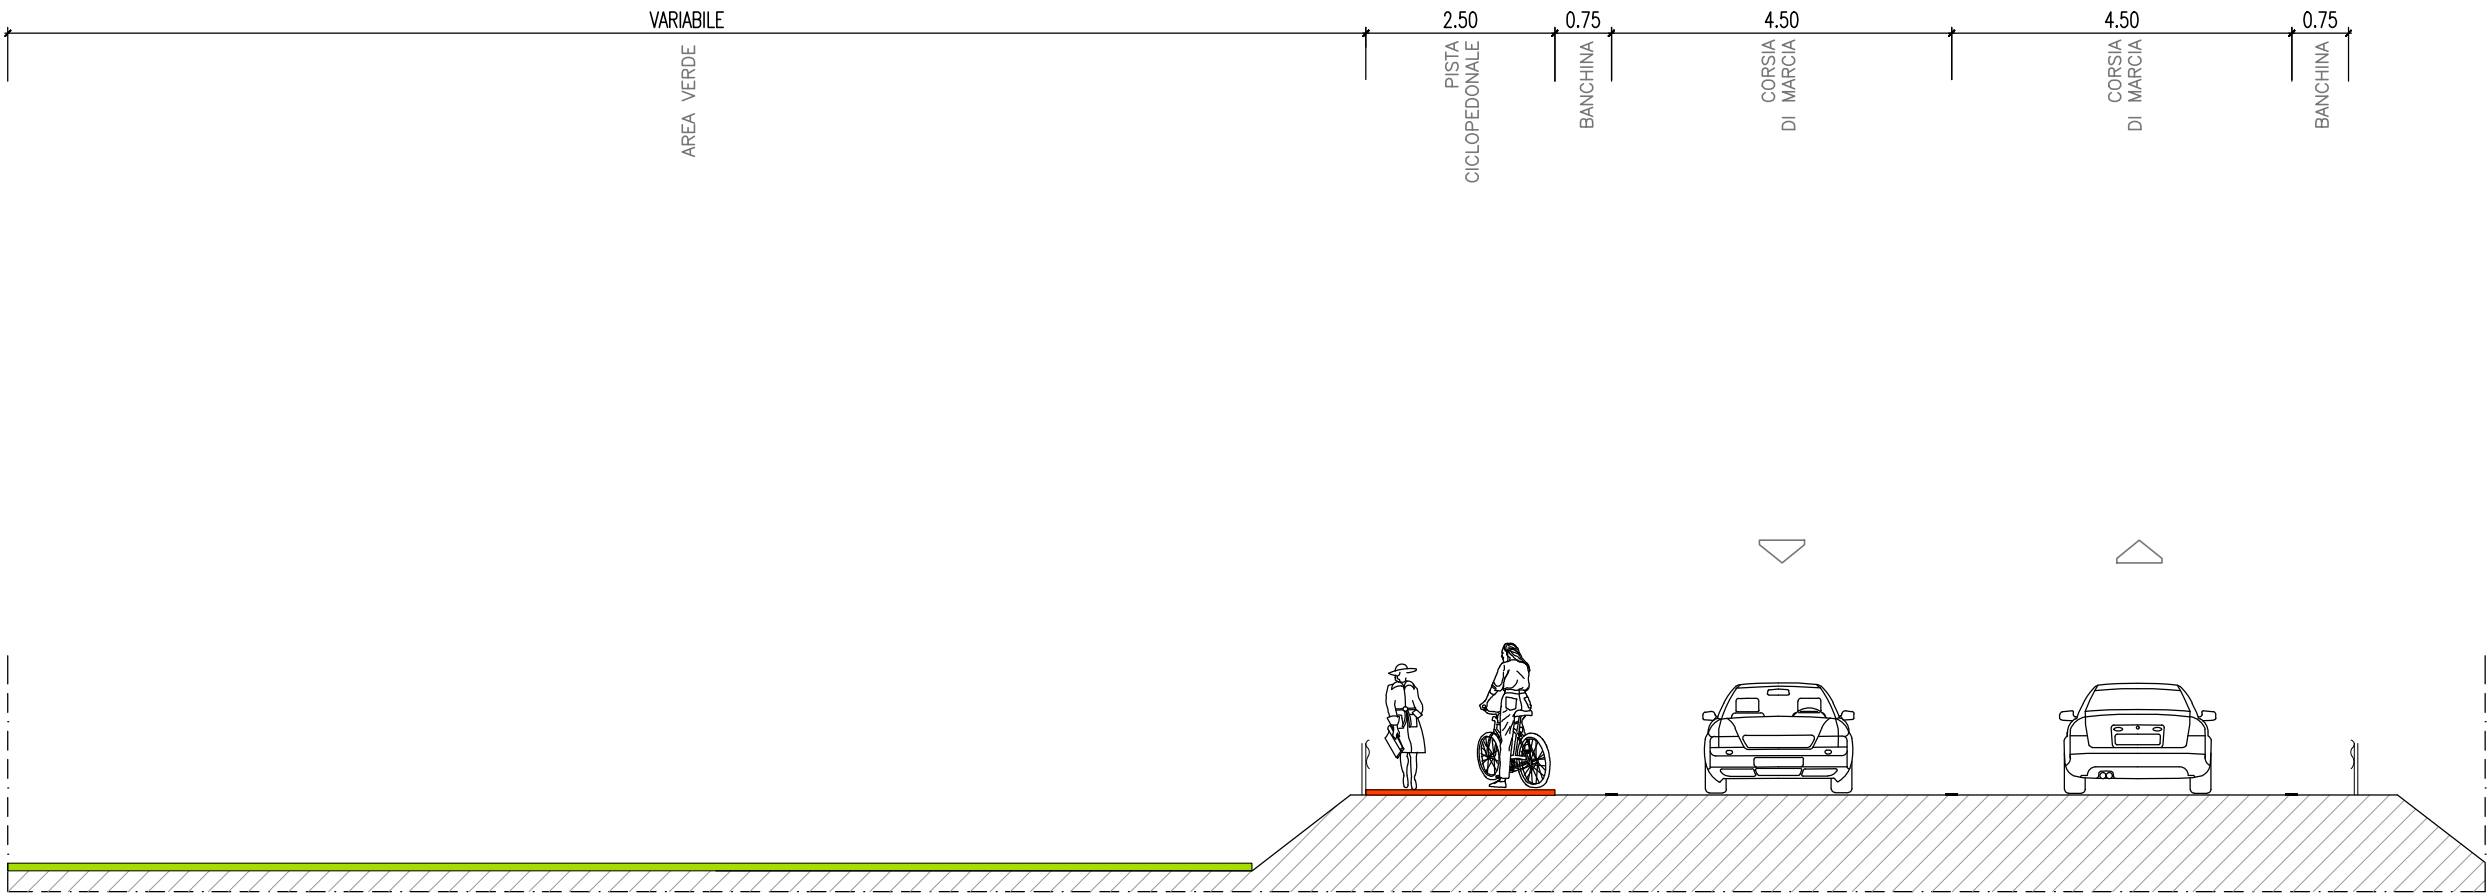 VARIABILE
2.50
0.75
4.50
4.50
0.75
AREA VERDE
PISTA
CICLOPEDONALE
BANCHINA
CORSIA
DI MARCIA
CORSIA
DI MARCIA
BANCHINA